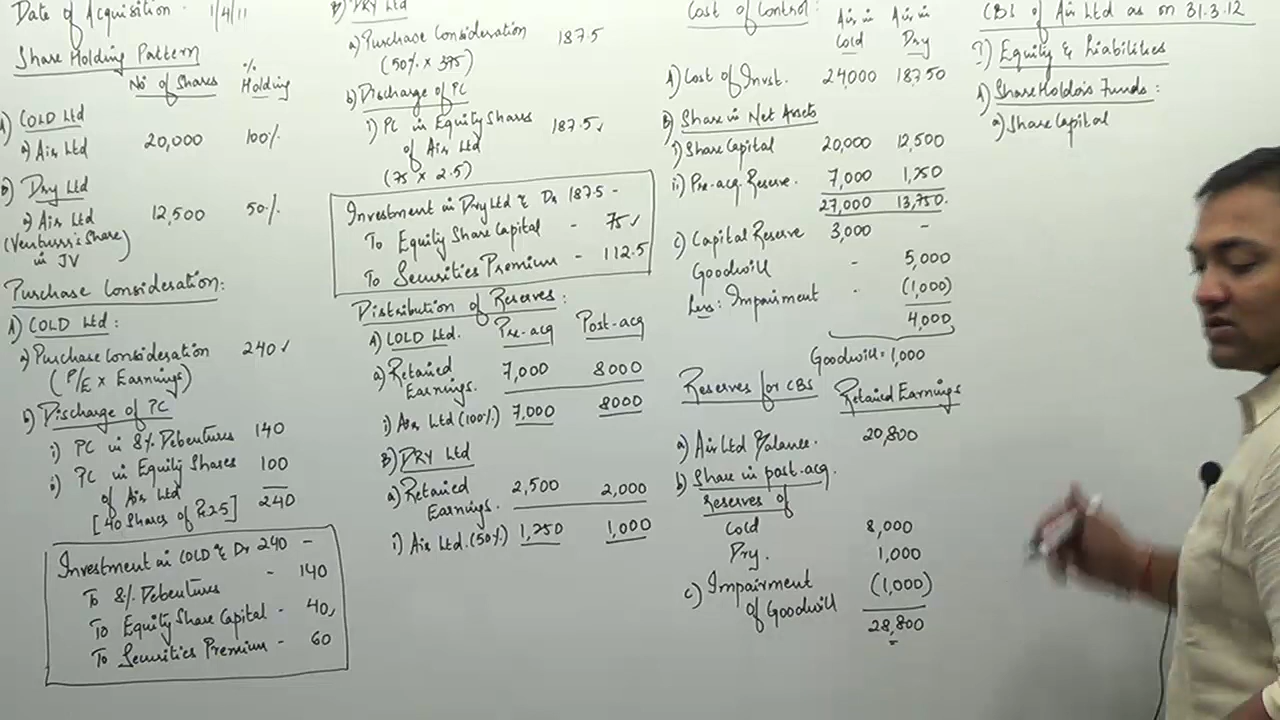 Date of Acquisition - 1/4/11
Share Holding Pattern
No of Shares % Holding
A) COLD Ltd
a) Air Ltd 20,000 100%
B) Dry Ltd
a) Air Ltd 12,500 50%
(Venturer's Share)
in JV
Purchase Consideration:
A) COLD Ltd:
a) Purchase Consideration 240
(P/E x Earnings)
b) Discharge of PC
i) PC in 8% Debentures 140
ii) PC in Equity Shares 100
of Air Ltd
[40 Shares of Rs 2.5] 240
Investment in COLD Dr 240 -
To 8% Debentures - 140
To Equity Share Capital - 40
To Securities Premium - 60
B) DRY Ltd
a) Purchase Consideration 187.5
(50% x 375)
b) Discharge of PC
i) PC in Equity Shares 187.5
of Air Ltd
(75 x 2.5)
Investment in Dry Ltd Dr 187.5 -
To Equity Share Capital - 75
To Securities Premium - 112.5
Distribution of Reserves:
A) COLD Ltd. Pre-acq Post-acq
a) Retained 7,000 8000
Earnings.
i) Air Ltd (100%) 7,000 8000
B) DRY Ltd
a) Retained 2,500 2,000
Earnings.
i) Air Ltd. (50%) 1,250 1,000
Cost of Control: Air in Air in
Cold Dry
A) Cost of Invst. 24000 18750
B) Share in Net Assets
i) Share Capital 20,000 12,500
ii) Pre-acq. Reserve. 7,000 1,250
27,000 13,750.
C) Capital Reserve 3,000 -
Goodwill - 5,000
Less: Impairment - (1,000)
4,000
Goodwill = 1,000
Reserves for CBS Retained Earnings
a) Air Ltd Balance. 20,800
b) Share in post-acq.
Reserves of
Cold 8,000
Dry. 1,000
c) Impairment (1,000)
of Goodwill
28,800
CBS of Air Ltd as on 31.3.12
I) Equity & Liabilities
1) ShareHolder's Funds:
a) Share Capital